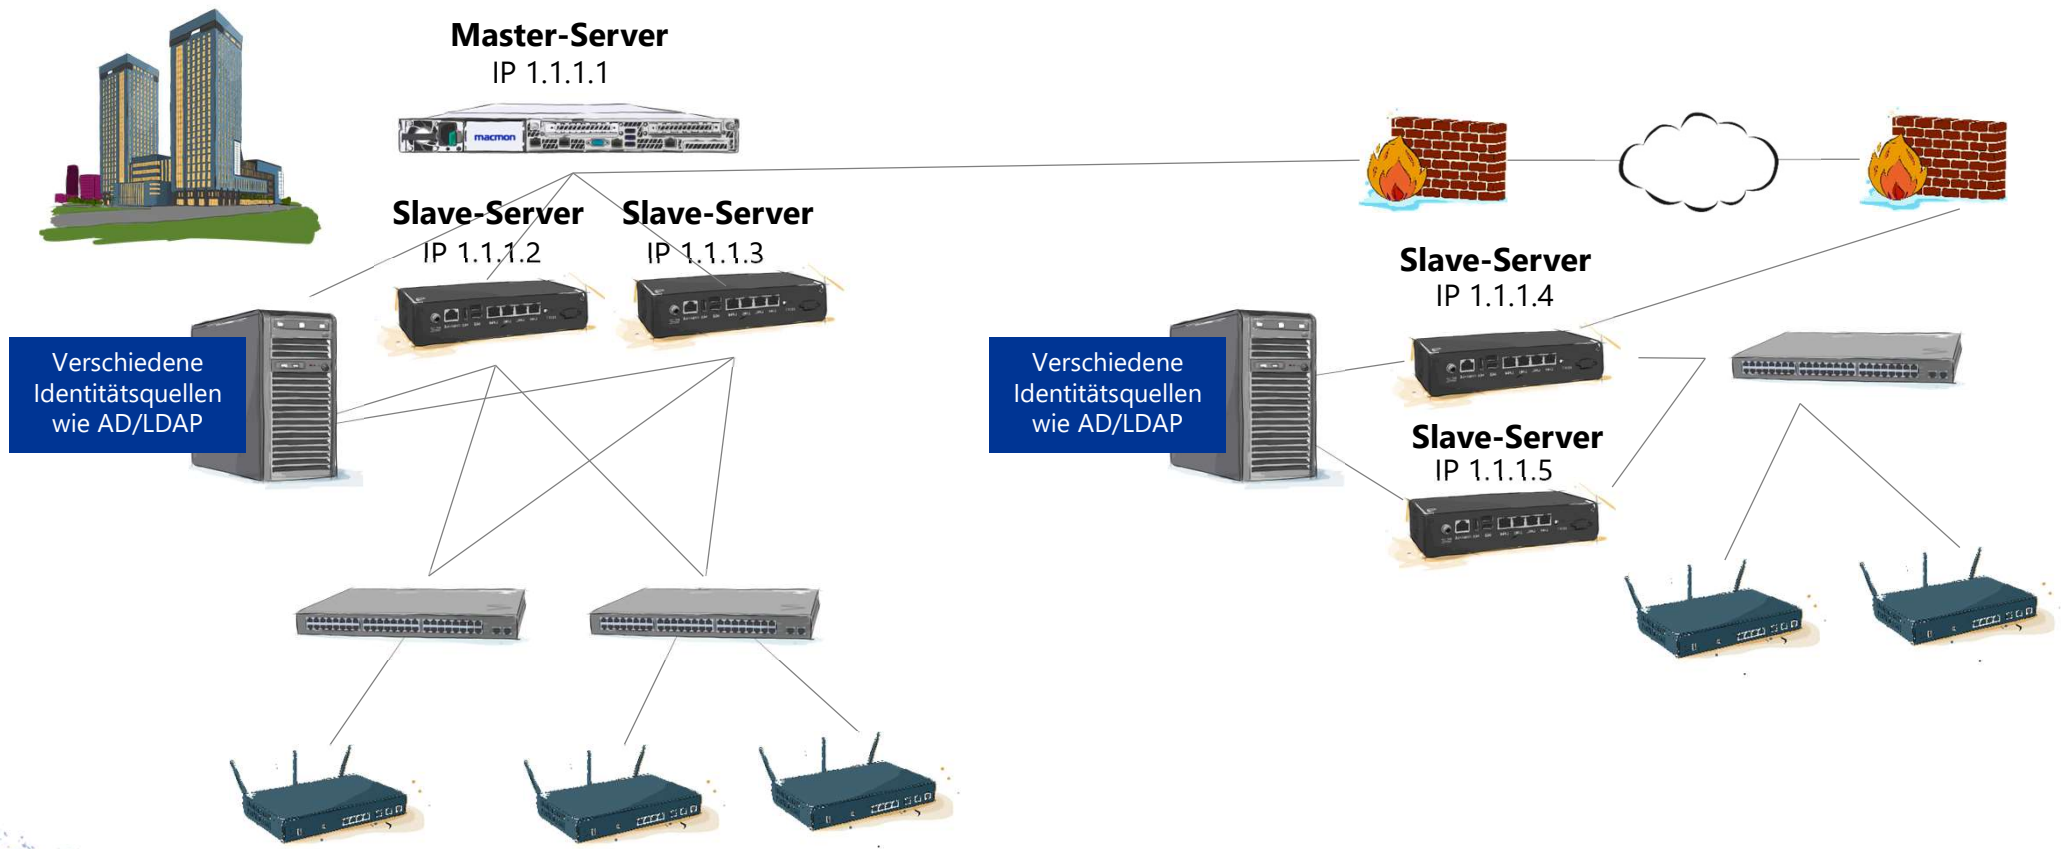 Master-Server
IP 1.1.1.1
macmon
Slave-Server
IP 1.1.1.2
Slave-Server
IP 1.1.1.3
Verschiedene
Identitätsquellen
wie AD/LDAP
Slave-Server
IP 1.1.1.4
Verschiedene
Identitätsquellen
wie AD/LDAP
Slave-Server
IP 1.1.1.5